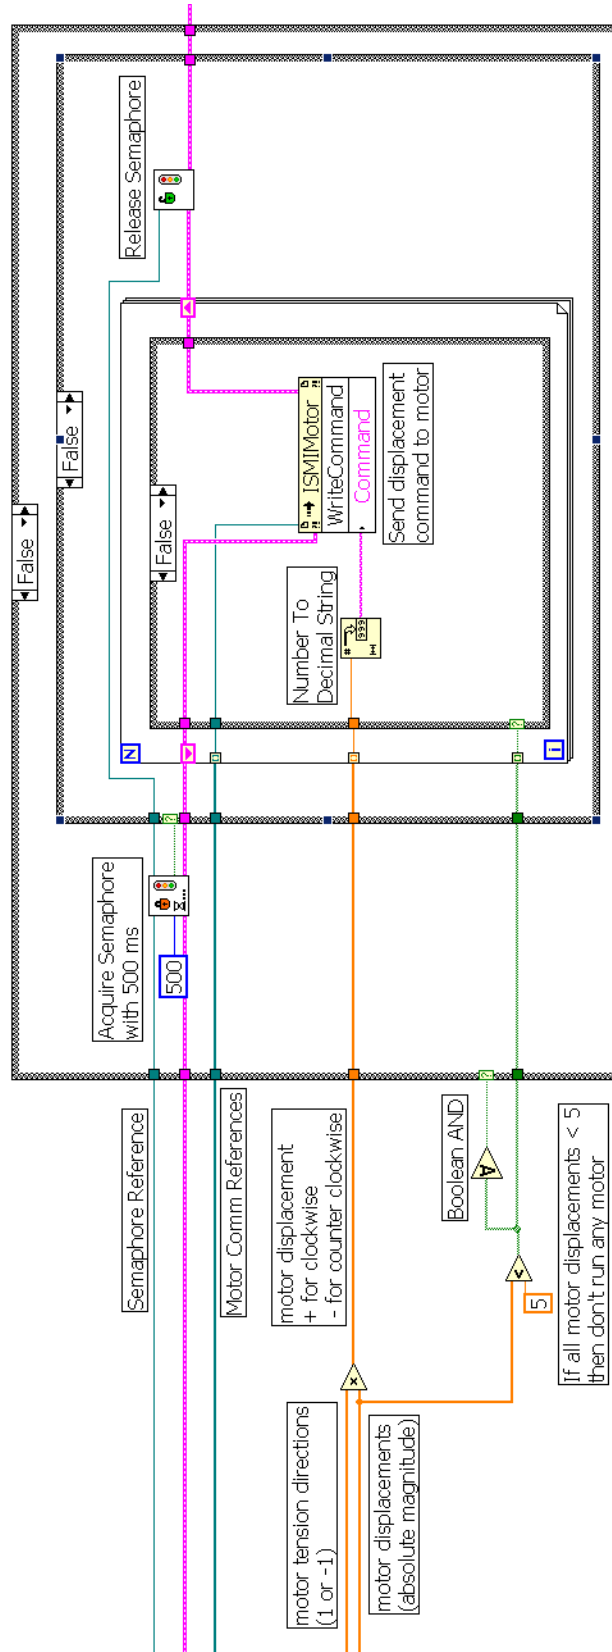 Semaphore Reference
Motor Comm References
motor tension directions
(1 or -1)
motor displacements
(absolute magnitude)
×
motor displacement
+ for clockwise
- for counter clockwise
5
<
If all motor displacements < 5
then don't run any motor
Boolean AND
A
?
False
Acquire Semaphore
with 500 ms
500
?
False
N
i
?
False
Number To
Decimal String
#
999
ISMIMotor
?!
?!
WriteCommand
Command
Send displacement
command to motor
Release Semaphore